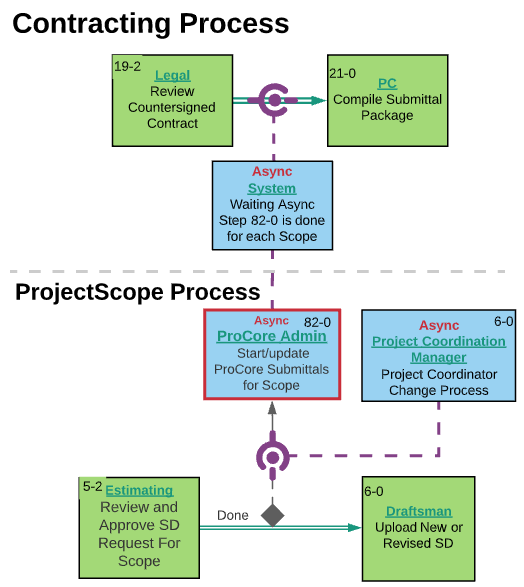 Contracting Process
19-2
Legal
Review
Countersigned
Contract
21-0
PC
Compile Submittal
Package
Async
System
Waiting Async
Step 82-0 is done
for each Scope
ProjectScope Process
Async 82-0
ProCore Admin
Start/update
ProCore Submittals
for Scope
6-0
Async
Project Coordination
Manager
Project Coordinator
Change Process
5-2
Estimating
Review and
Approve SD
Request For
Scope
Done
6-0
Draftsman
Upload New or
Revised SD